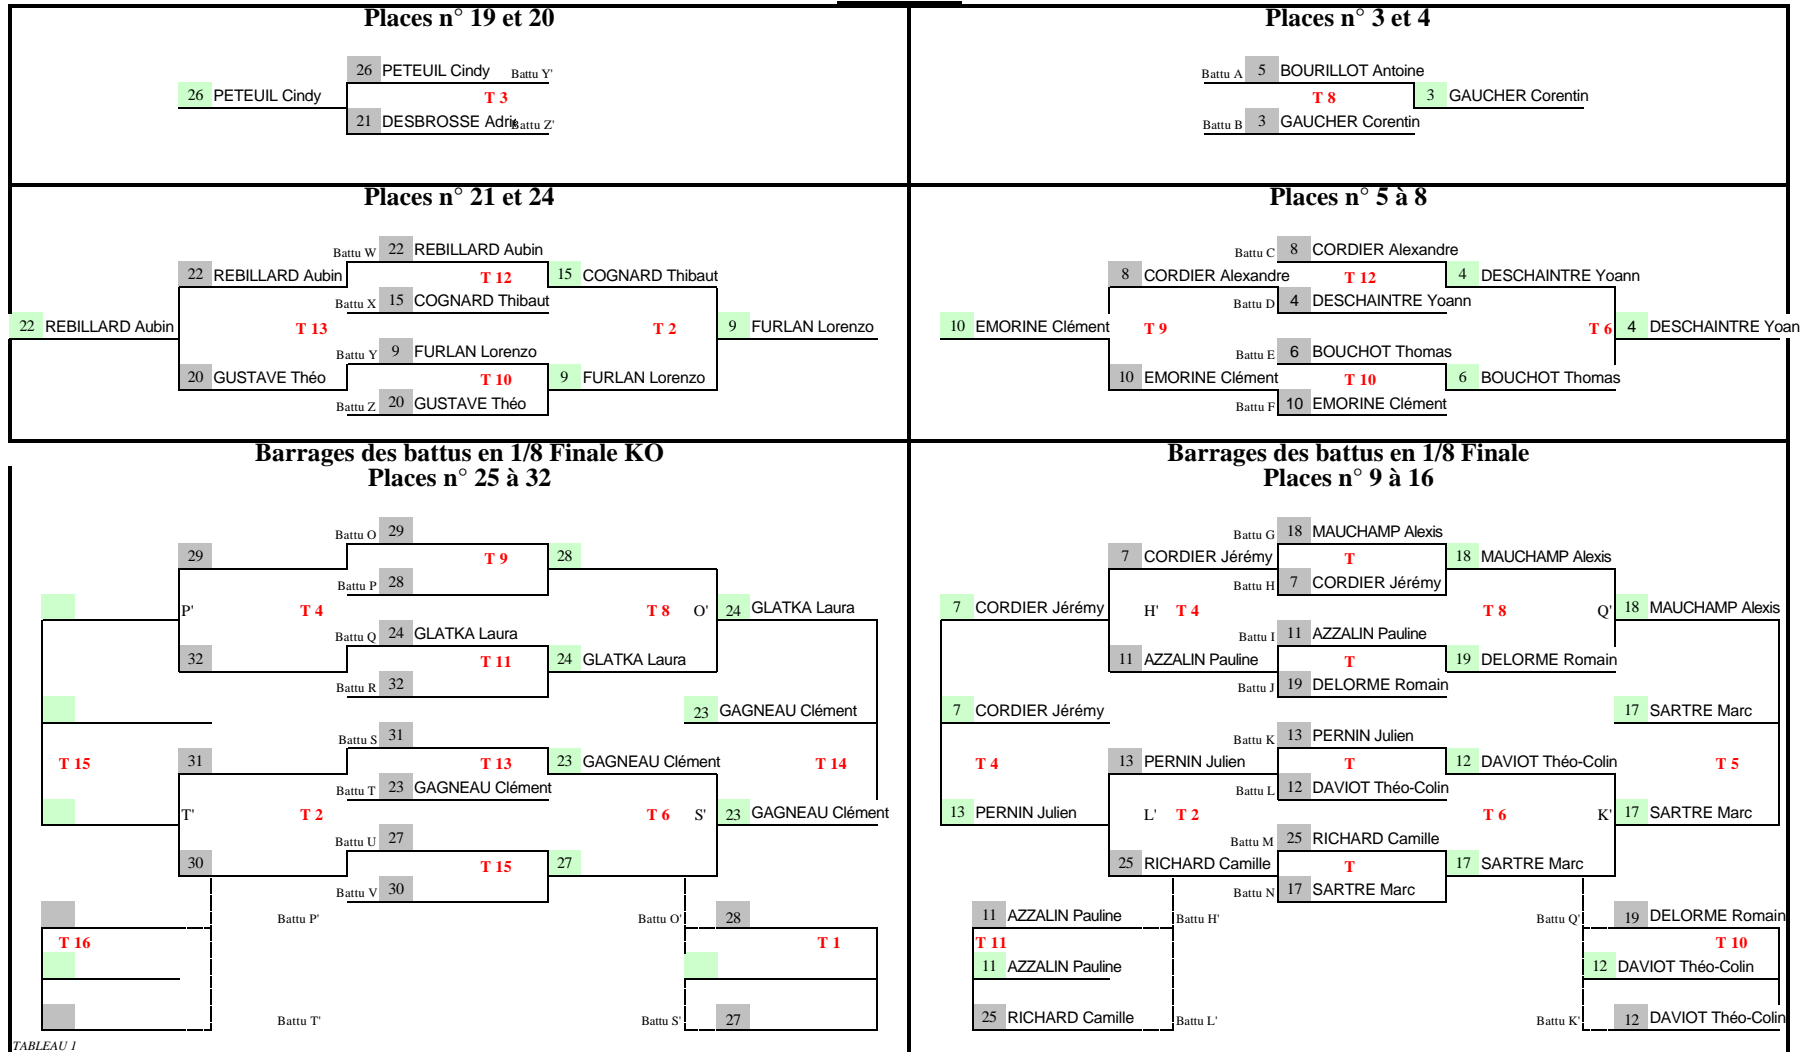 Places n° 19 et 20
26 PETEUIL Cindy Battu Y'
26 PETEUIL Cindy
T 3
21 DESBROSSE Adri Battu Z'
Places n° 3 et 4
Battu A 5 BOURILLOT Antoine
T 8
3 GAUCHER Corentin
Battu B 3 GAUCHER Corentin
Places n° 21 et 24
Battu W 22 REBILLARD Aubin
22 REBILLARD Aubin T 12 15 COGNARD Thibaut
Battu X 15 COGNARD Thibaut
22 REBILLARD Aubin T 13 T 2 9 FURLAN Lorenzo
Battu Y 9 FURLAN Lorenzo
20 GUSTAVE Théo T 10 9 FURLAN Lorenzo
Battu Z 20 GUSTAVE Théo
Places n° 5 à 8
Battu C 8 CORDIER Alexandre
8 CORDIER Alexandre T 12 4 DESCHAINTRE Yoann
Battu D 4 DESCHAINTRE Yoann
10 EMORINE Clément T 9 T 6 4 DESCHAINTRE Yoan
Battu E 6 BOUCHOT Thomas
10 EMORINE Clément T 10 6 BOUCHOT Thomas
Battu F 10 EMORINE Clément
Barrages des battus en 1/8 Finale KO
Places n° 25 à 32
Battu O 29
29 T 9 28
Battu P 28
P' T 4 T 8 O' 24 GLATKA Laura
Battu Q 24 GLATKA Laura
32 T 11 24 GLATKA Laura
Battu R 32
23 GAGNEAU Clément
Battu S 31
T 15 31 T 13 23 GAGNEAU Clément T 14
Battu T 23 GAGNEAU Clément
T' T 2 T 6 S' 23 GAGNEAU Clément
Battu U 27
30 T 15 27
Battu V 30
Battu P' Battu O' 28
T 16 T 1
Battu T' Battu S' 27
TABLEAU 1
Barrages des battus en 1/8 Finale
Places n° 9 à 16
Battu G 18 MAUCHAMP Alexis
7 CORDIER Jérémy T 18 MAUCHAMP Alexis
Battu H 7 CORDIER Jérémy
7 CORDIER Jérémy H' T 4 T 8 Q' 18 MAUCHAMP Alexis
Battu I 11 AZZALIN Pauline
11 AZZALIN Pauline T 19 DELORME Romain
Battu J 19 DELORME Romain
7 CORDIER Jérémy 17 SARTRE Marc
Battu K 13 PERNIN Julien
T 4 13 PERNIN Julien T 12 DAVIOT Théo-Colin T 5
Battu L 12 DAVIOT Théo-Colin
13 PERNIN Julien L' T 2 T 6 K' 17 SARTRE Marc
Battu M 25 RICHARD Camille
25 RICHARD Camille T 17 SARTRE Marc
Battu N 17 SARTRE Marc
11 AZZALIN Pauline Battu H' Battu Q' 19 DELORME Romain
T 11 T 10
11 AZZALIN Pauline 12 DAVIOT Théo-Colin
25 RICHARD Camille Battu L' Battu K' 12 DAVIOT Théo-Colin